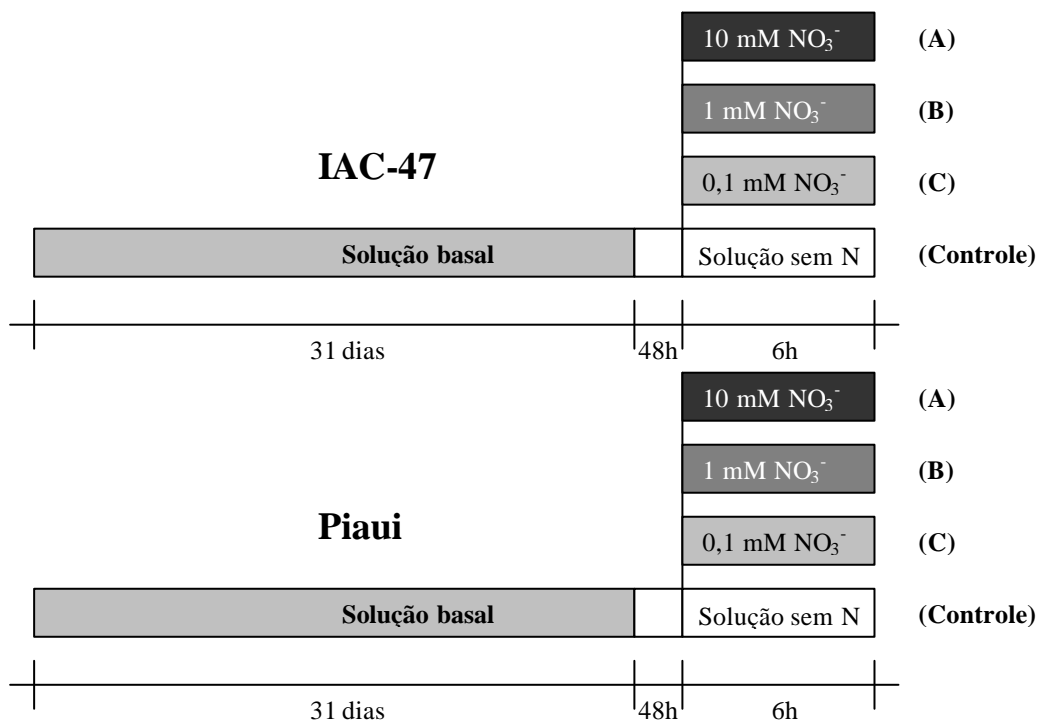 10 mM NO₃⁻ (A)
1 mM NO₃⁻ (B)
IAC-47
0,1 mM NO₃⁻ (C)
Solução basal Solução sem N (Controle)
31 dias 48h 6h
10 mM NO₃⁻ (A)
1 mM NO₃⁻ (B)
Piaui
0,1 mM NO₃⁻ (C)
Solução basal Solução sem N (Controle)
31 dias 48h 6h